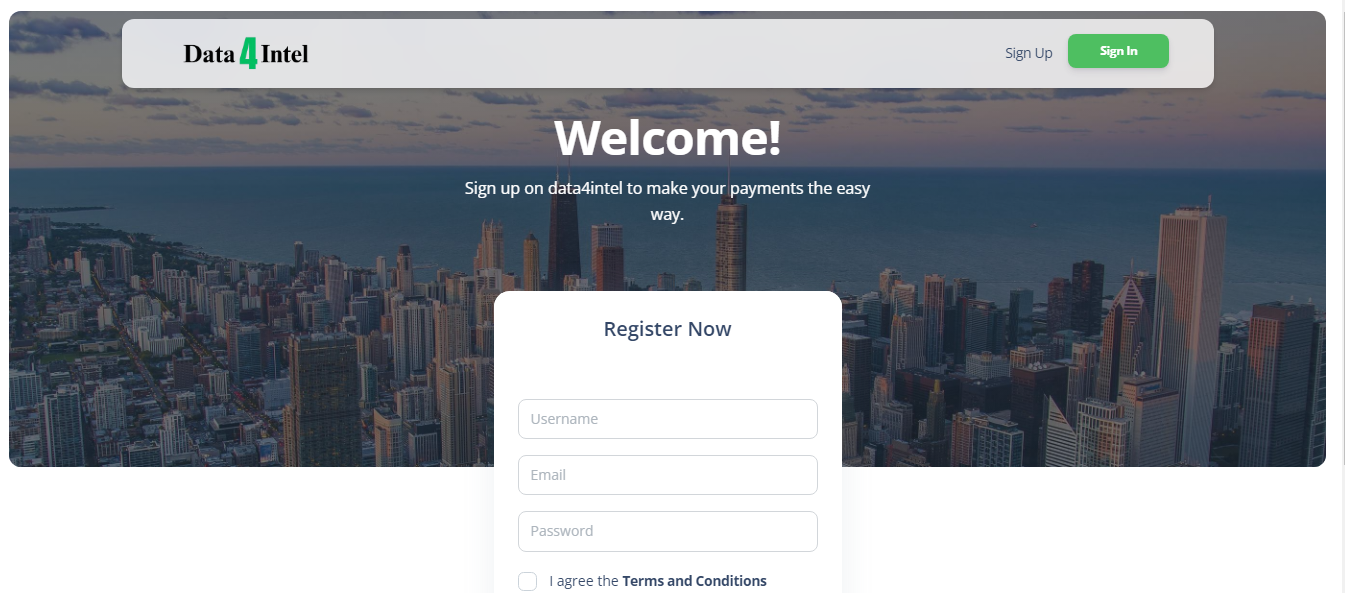 Data4Intel
Sign Up
Sign In
Welcome!
Sign up on data4intel to make your payments the easy
way.
Register Now
Username
Email
Password
I agree the Terms and Conditions